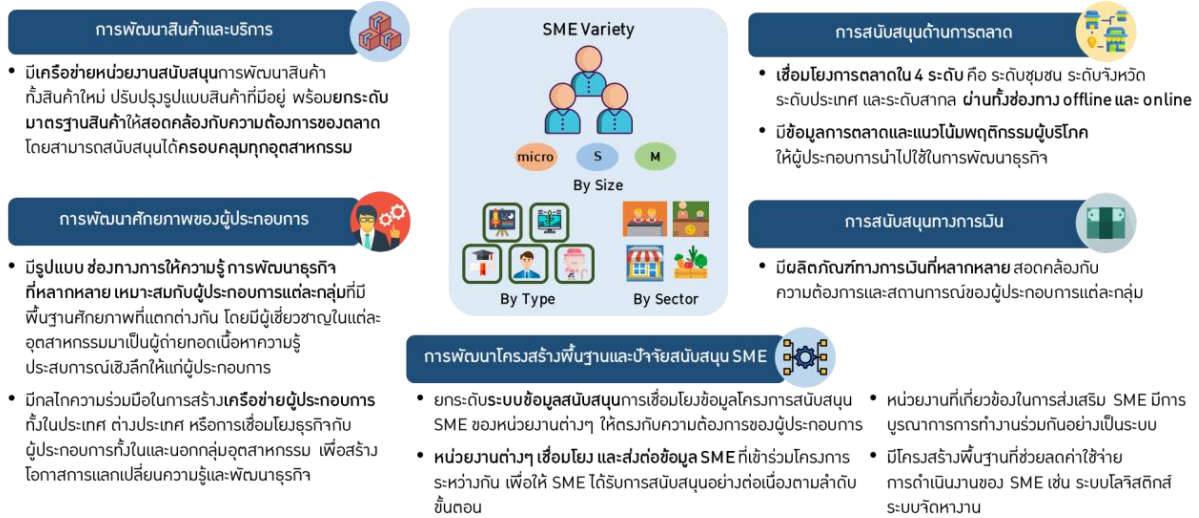 การพัฒนาสินค้าและบริการ
• มีเครือข่ายหน่วยงานสนับสนุนการพัฒนาสินค้า
ทั้งสินค้าใหม่ ปรับปรุงรูปแบบสินค้าที่มีอยู่ พร้อมยกระดับ
มาตรฐานสินค้าให้สอดคล้องกับความต้องการของตลาด
โดยสามารถสนับสนุนได้ครอบคลุมทุกอุตสาหกรรม
การพัฒนาศักยภาพของผู้ประกอบการ
• มีรูปแบบ ช่องทางการให้ความรู้ การพัฒนาธุรกิจ
ที่หลากหลาย เหมาะสมกับผู้ประกอบการแต่ละกลุ่มที่มี
พื้นฐานศักยภาพที่แตกต่างกัน โดยมีผู้เชี่ยวชาญในแต่ละ
อุตสาหกรรมมาเป็นผู้ถ่ายทอดเนื้อหาความรู้
ประสบการณ์เชิงลึกให้แก่ผู้ประกอบการ
• มีกลไกความร่วมมือในการสร้างเครือข่ายผู้ประกอบการ
ทั้งในประเทศ ต่างประเทศ หรือการเชื่อมโยงธุรกิจกับ
ผู้ประกอบการทั้งในและนอกกลุ่มอุตสาหกรรม เพื่อสร้าง
โอกาสการแลกเปลี่ยนความรู้และพัฒนาธุรกิจ
SME Variety
micro
S
M
By Size
By Type
By Sector
การสนับสนุนด้านการตลาด
• เชื่อมโยงการตลาดใน 4 ระดับ คือ ระดับชุมชน ระดับจังหวัด
ระดับประเทศ และระดับสากล ผ่านทั้งช่องทาง offline และ online
• มีข้อมูลการตลาดและแนวโน้มพฤติกรรมผู้บริโภค
ให้ผู้ประกอบการนำไปใช้ในการพัฒนาธุรกิจ
การสนับสนุนทางการเงิน
• มีผลิตภัณฑ์ทางการเงินที่หลากหลาย สอดคล้องกับ
ความต้องการและสถานการณ์ของผู้ประกอบการแต่ละกลุ่ม
การพัฒนาโครงสร้างพื้นฐานและปัจจัยสนับสนุน SME
• ยกระดับระบบข้อมูลสนับสนุนการเชื่อมโยงข้อมูลโครงการสนับสนุน
SME ของหน่วยงานต่างๆ ให้ตรงกับความต้องการของผู้ประกอบการ
• หน่วยงานต่างๆ เชื่อมโยง และส่งต่อข้อมูล SME ที่เข้าร่วมโครงการ
ระหว่างกัน เพื่อให้ SME ได้รับการสนับสนุนอย่างต่อเนื่องตามลำดับ
ขั้นตอน
• หน่วยงานที่เกี่ยวข้องในการส่งเสริม SME มีการ
บูรณาการการทำงานร่วมกันอย่างเป็นระบบ
• มีโครงสร้างพื้นฐานที่ช่วยลดค่าใช้จ่าย
การดำเนินงานของ SME เช่น ระบบโลจิสติกส์
ระบบจัดหางาน